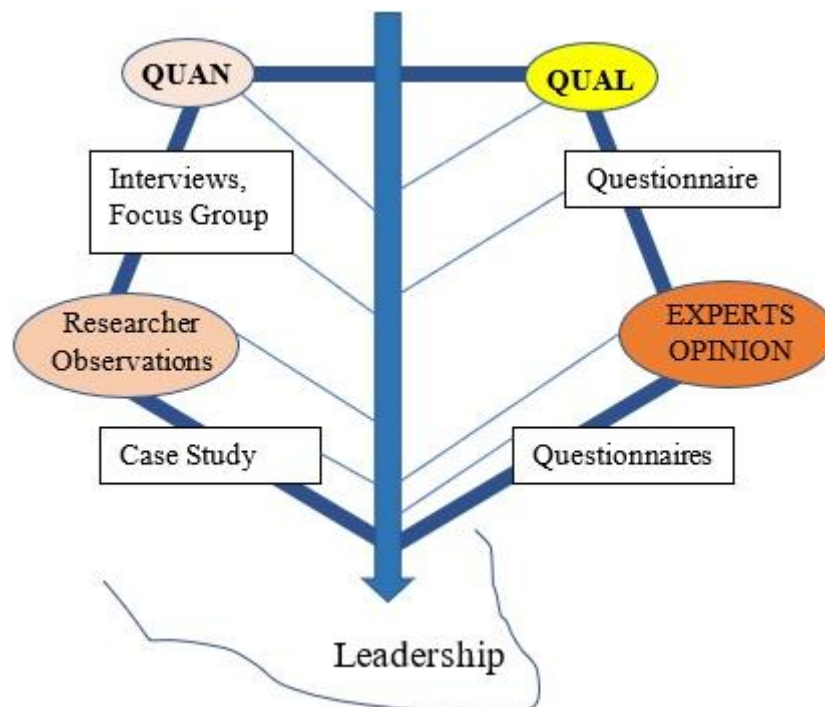 QUAN
QUAL
Interviews,
Focus Group
Questionnaire
Researcher
Observations
EXPERTS
OPINION
Case Study
Questionnaires
Leadership